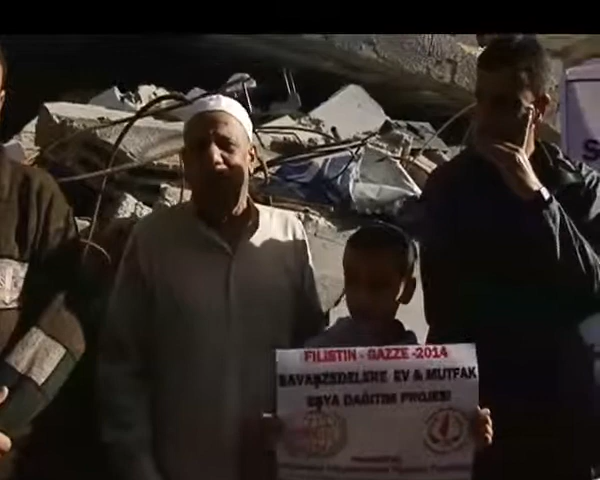 FILISTIN - GAZZE -2014
SAVAŞZEDELERE EV & MUTFAK
EŞYA DAĞITIM PROJESİ